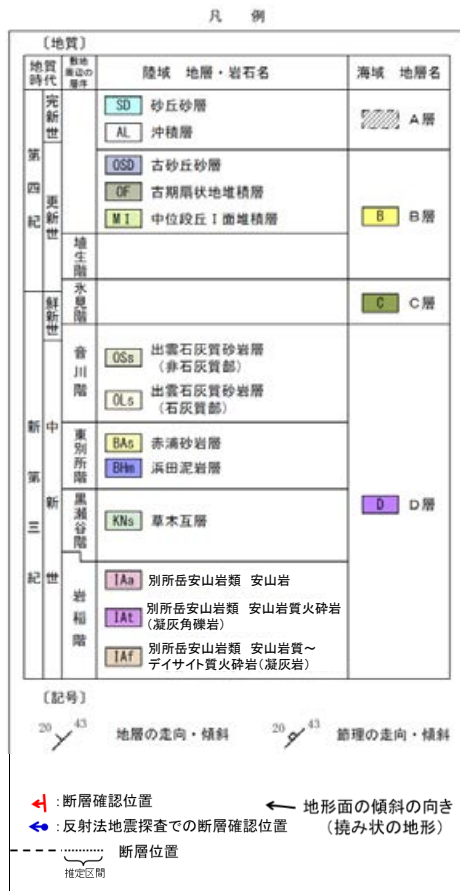 凡 例
〔地質〕
地質時代
敷地周辺の層序
陸域 地層・岩石名
海域 地層名
第四紀
完新世
SD 砂丘砂層
AL 沖積層
A層
更新世
OSD 古砂丘砂層
OF 古期扇状地堆積層
MI 中位段丘Ⅰ面堆積層
B B層
埴生階
新第三紀
鮮新世
氷見階
C C層
中新世
音川階
OSs 出雲石灰質砂岩層
(非石灰質部)
OLs 出雲石灰質砂岩層
(石灰質部)
東別所階
BAs 赤浦砂岩層
BHm 浜田泥岩層
D D層
黒瀬谷階
KNs 草木互層
岩稲階
IAa 別所岳安山岩類 安山岩
IAt 別所岳安山岩類 安山岩質火砕岩
(凝灰角礫岩)
IAf 別所岳安山岩類 安山岩質～
デイサイト質火砕岩(凝灰岩)
〔記号〕
20 43 地層の走向・傾斜
20 43 節理の走向・傾斜
:断層確認位置
地形面の傾斜の向き
(撓み状の地形)
:反射法地震探査での断層確認位置
断層位置
推定区間